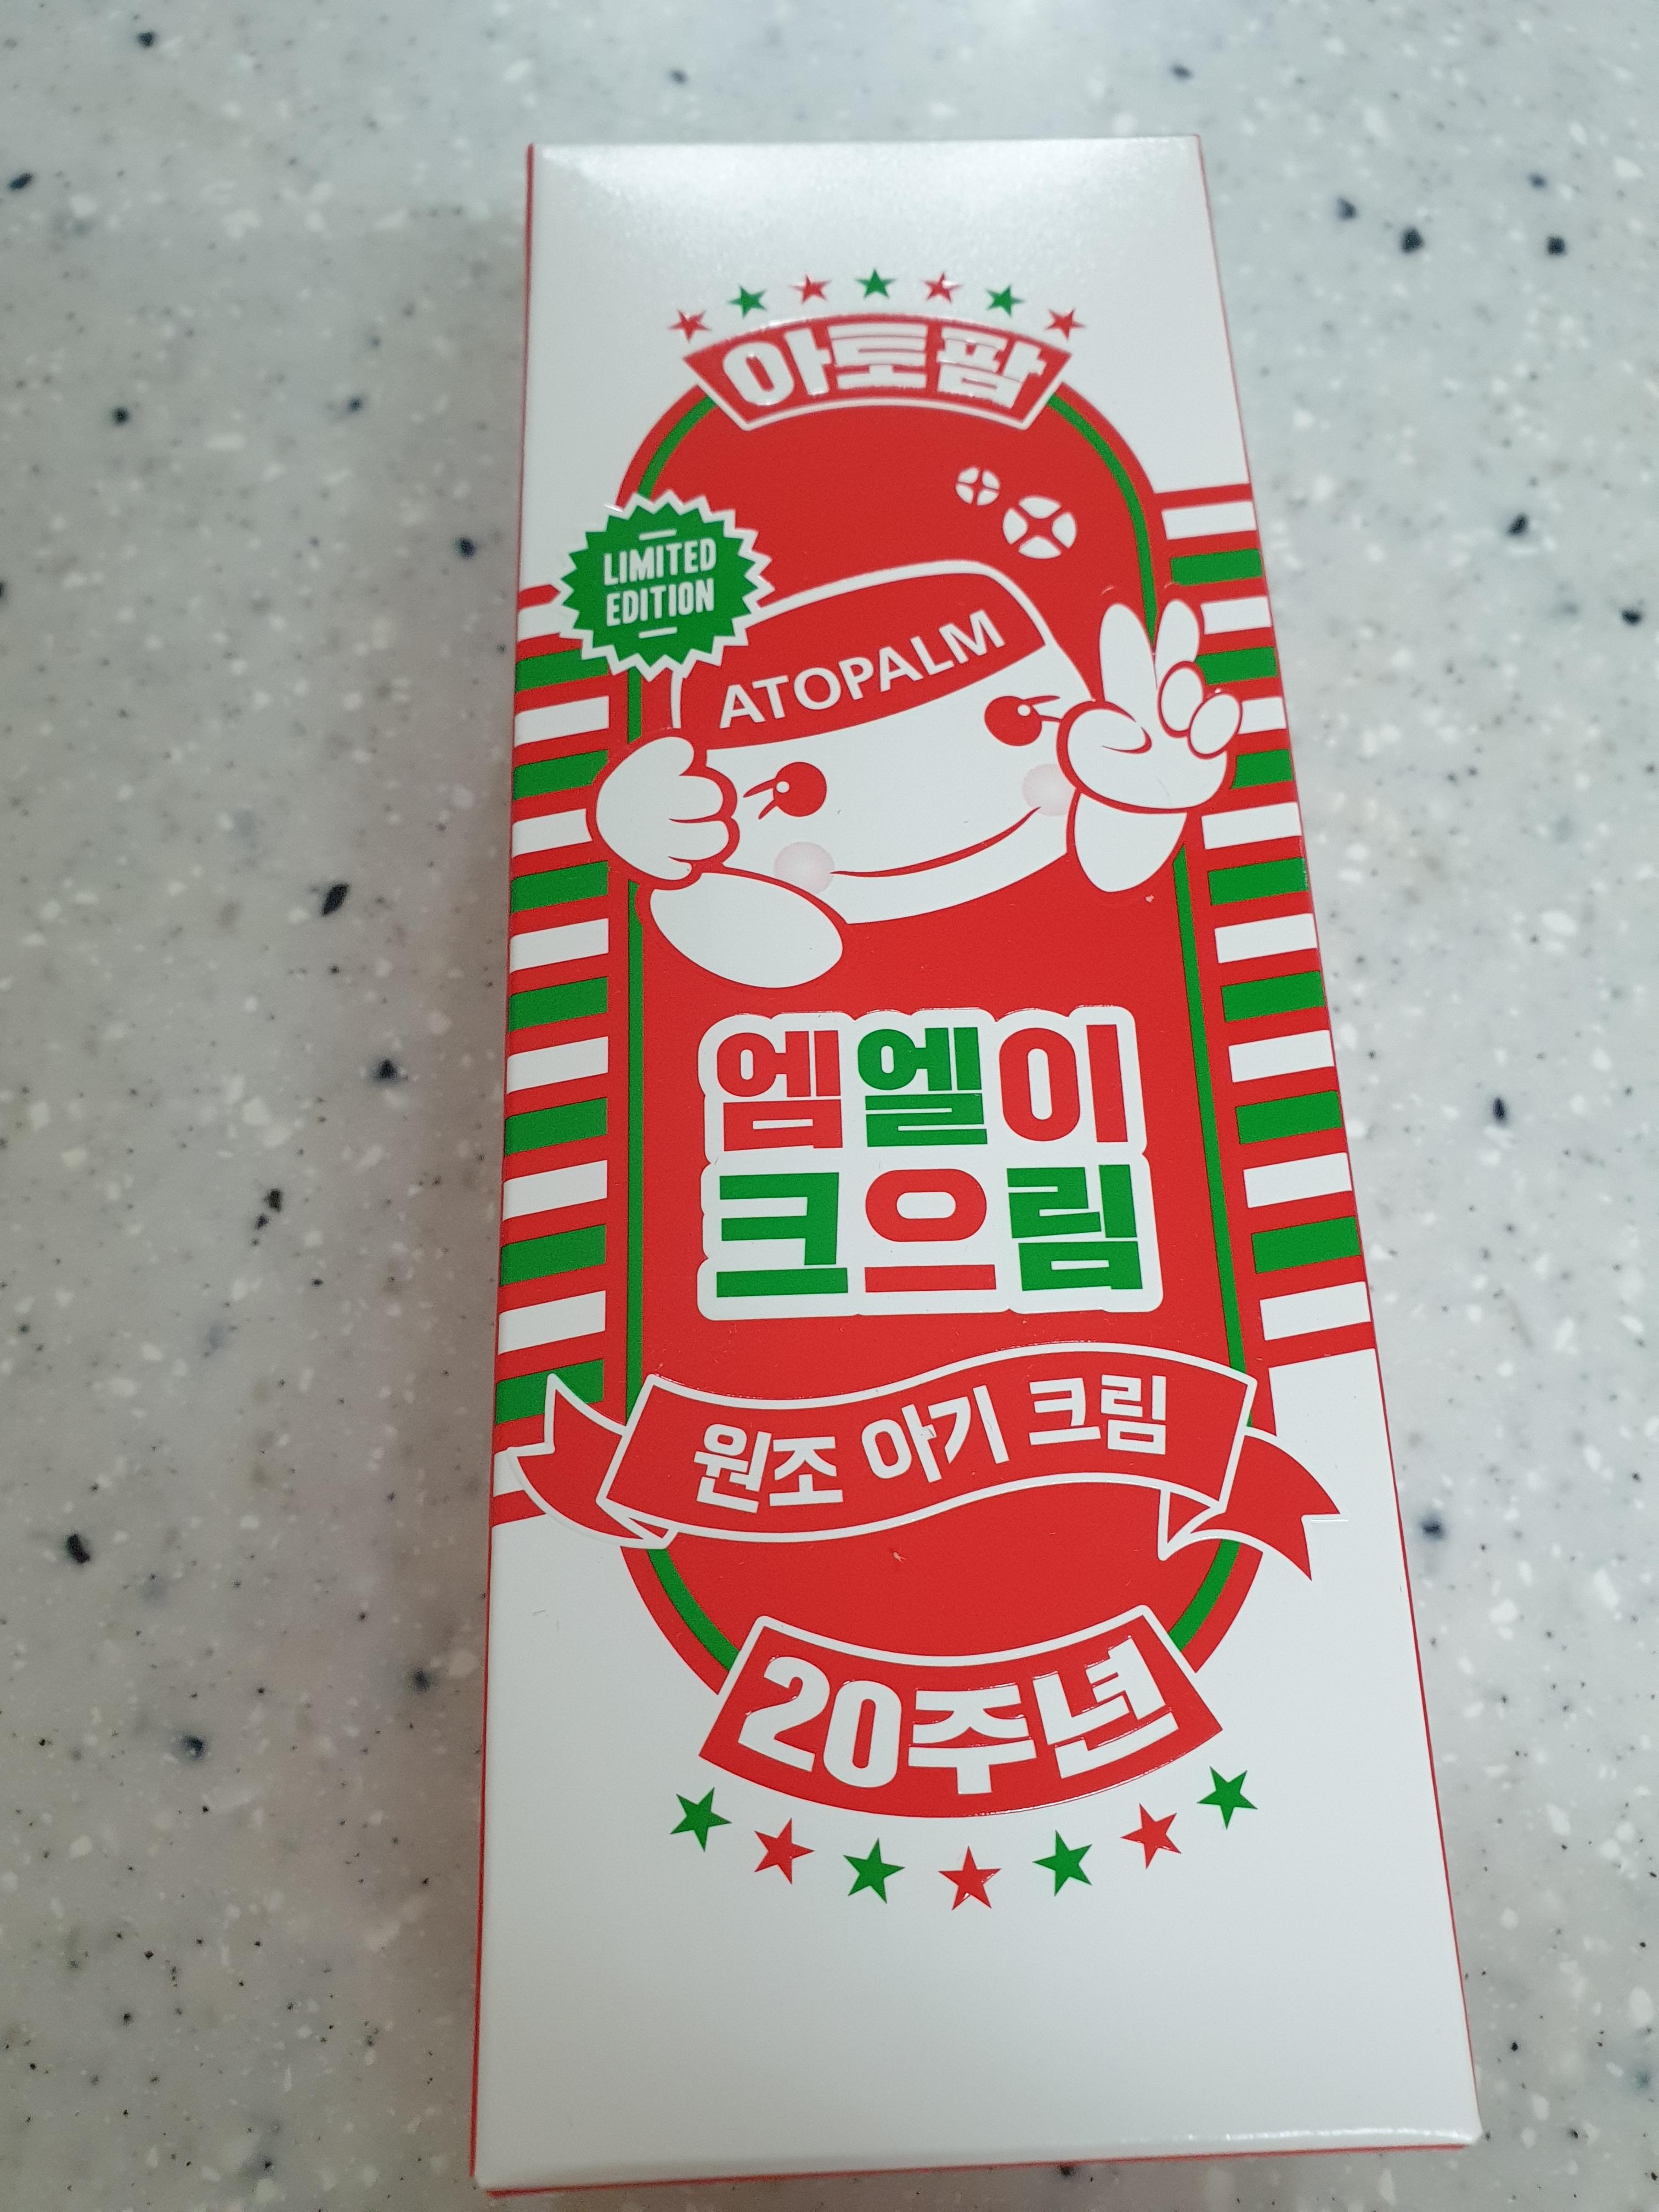 아토팜
LIMITED
EDITION
ATOPALM
엠엘이
크으림
원조 아기 크림
20주년